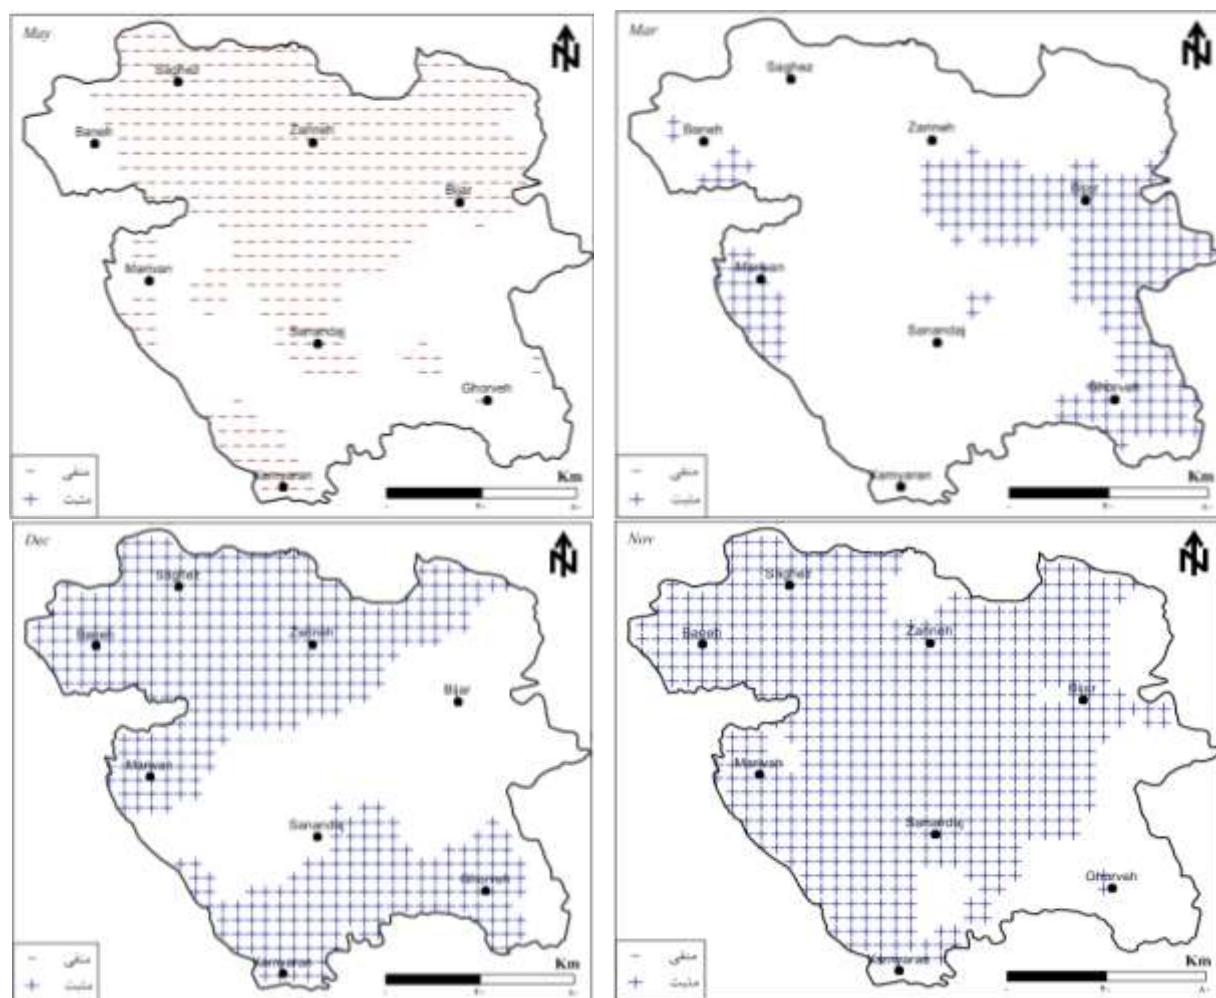 May
N
Saghez
Baneh
Zarineh
Bijar
Marivan
Sanandaj
Ghorveh
Kamyaran
منفی
مثبت
Km
Mar
N
Saghez
Baneh
Zarineh
Bijar
Marivan
Sanandaj
Ghorveh
Kamyaran
منفی
مثبت
Km
Dec
N
Saghez
Baneh
Zarineh
Bijar
Marivan
Sanandaj
Ghorveh
Kamyaran
منفی
مثبت
Km
Nov
N
Saghez
Baneh
Zarineh
Bijar
Marivan
Sanandaj
Ghorveh
Kamyaran
منفی
مثبت
Km